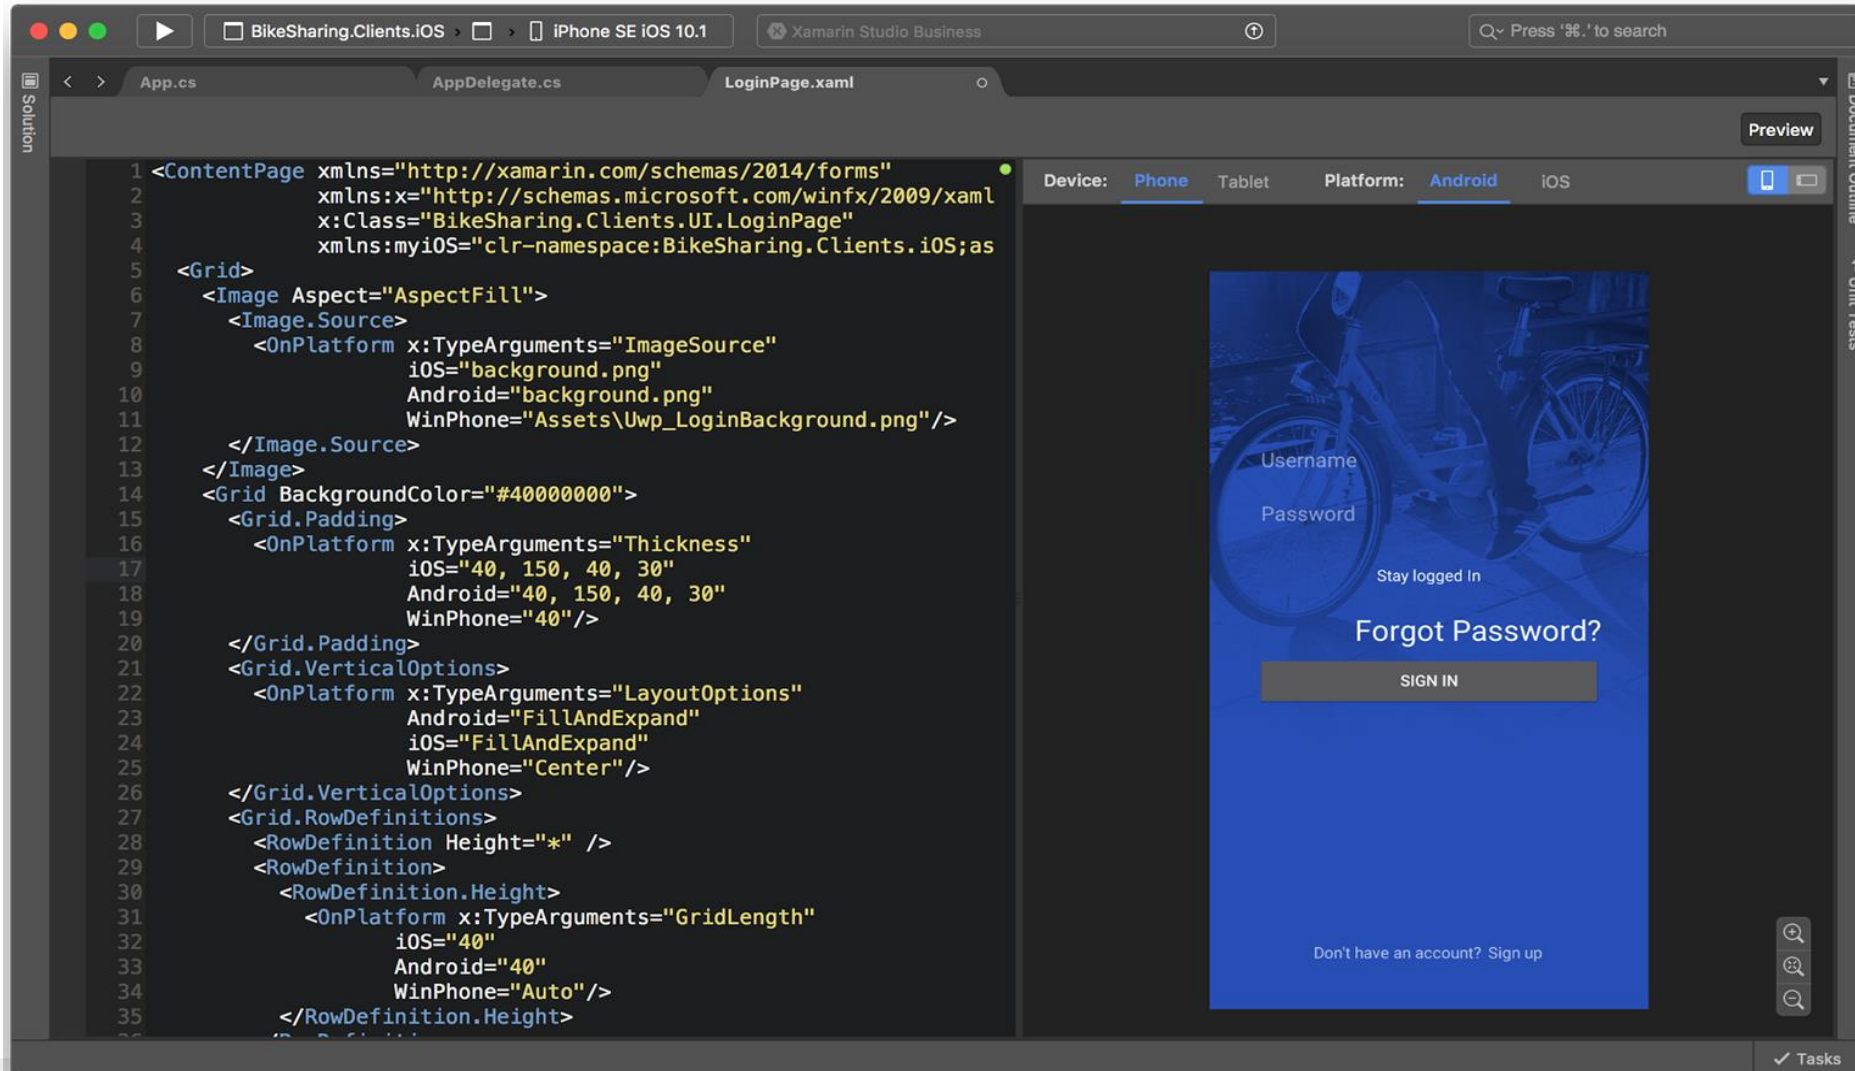 BikeSharing.Clients.iOS > > iPhone SE iOS 10.1
Xamarin Studio Business
Press '⌘.' to search
Solution
App.cs
AppDelegate.cs
LoginPage.xaml
Preview
1 <ContentPage xmlns="http://xamarin.com/schemas/2014/forms"
2 xmlns:x="http://schemas.microsoft.com/winfx/2009/xaml
3 x:Class="BikeSharing.Clients.UI.LoginPage"
4 xmlns:myiOS="clr-namespace:BikeSharing.Clients.iOS;as
5 <Grid>
6 <Image Aspect="AspectFill">
7 <Image.Source>
8 <OnPlatform x:TypeArguments="ImageSource"
9 iOS="background.png"
10 Android="background.png"
11 WinPhone="Assets\Uwp_LoginBackground.png"/>
12 </Image.Source>
13 </Image>
14 <Grid BackgroundColor="#40000000">
15 <Grid.Padding>
16 <OnPlatform x:TypeArguments="Thickness"
17 iOS="40, 150, 40, 30"
18 Android="40, 150, 40, 30"
19 WinPhone="40"/>
20 </Grid.Padding>
21 <Grid.VerticalOptions>
22 <OnPlatform x:TypeArguments="LayoutOptions"
23 Android="FillAndExpand"
24 iOS="FillAndExpand"
25 WinPhone="Center"/>
26 </Grid.VerticalOptions>
27 <Grid.RowDefinitions>
28 <RowDefinition Height="*" />
29 <RowDefinition>
30 <RowDefinition.Height>
31 <OnPlatform x:TypeArguments="GridLength"
32 iOS="40"
33 Android="40"
34 WinPhone="Auto"/>
35 </RowDefinition.Height>
Device: Phone Tablet Platform: Android iOS
Username
Password
Stay logged In
Forgot Password?
SIGN IN
Don't have an account? Sign up
Document Outline
Unit Tests
Tasks